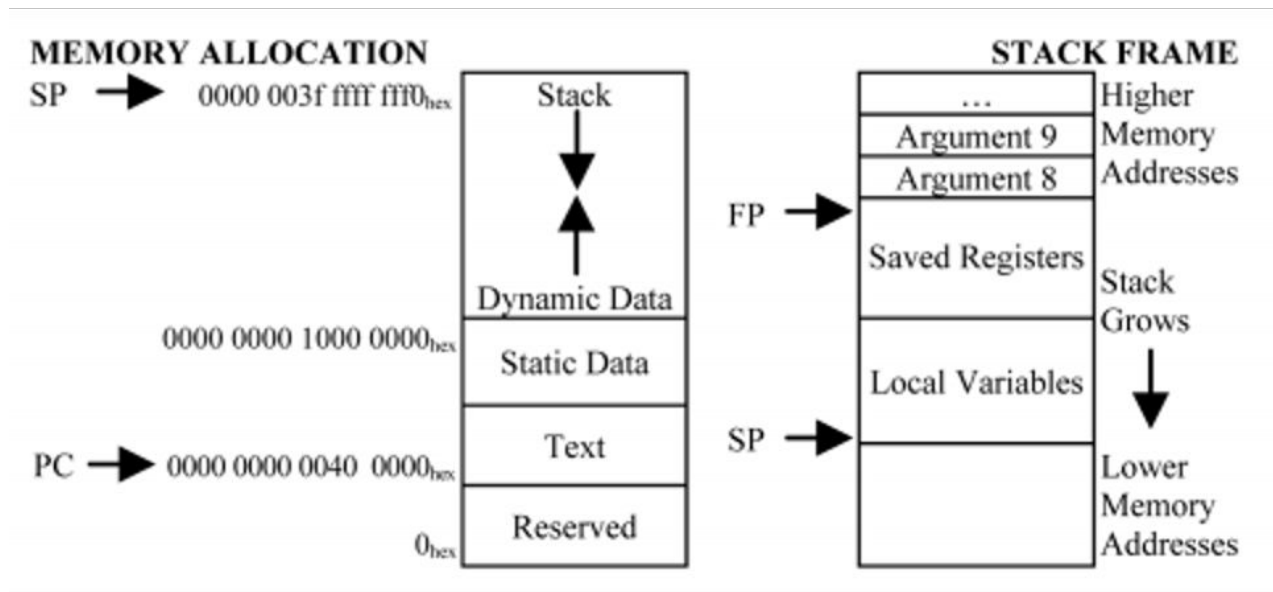 MEMORY ALLOCATION
SP 0000 003f ffff fff0hex
Stack
Dynamic Data
0000 0000 1000 0000hex
Static Data
Text
PC 0000 0000 0040 0000hex
Reserved
0hex
STACK FRAME
...
Argument 9
Argument 8
FP
Saved Registers
Local Variables
SP
Higher
Memory
Addresses
Stack
Grows
Lower
Memory
Addresses